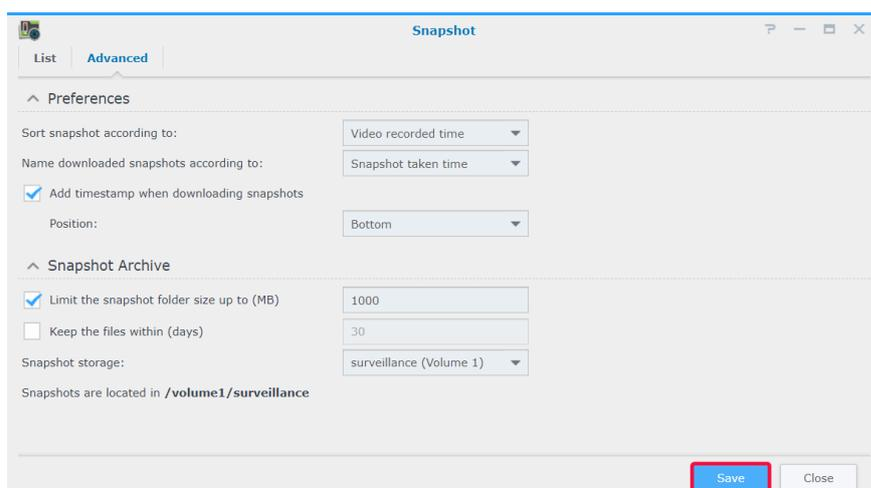 Snapshot
List Advanced
Preferences
Sort snapshot according to: Video recorded time
Name downloaded snapshots according to: Snapshot taken time
Add timestamp when downloading snapshots
Position: Bottom
Snapshot Archive
Limit the snapshot folder size up to (MB) 1000
Keep the files within (days) 30
Snapshot storage: surveillance (Volume 1)
Snapshots are located in /volume1/surveillance
Save Close